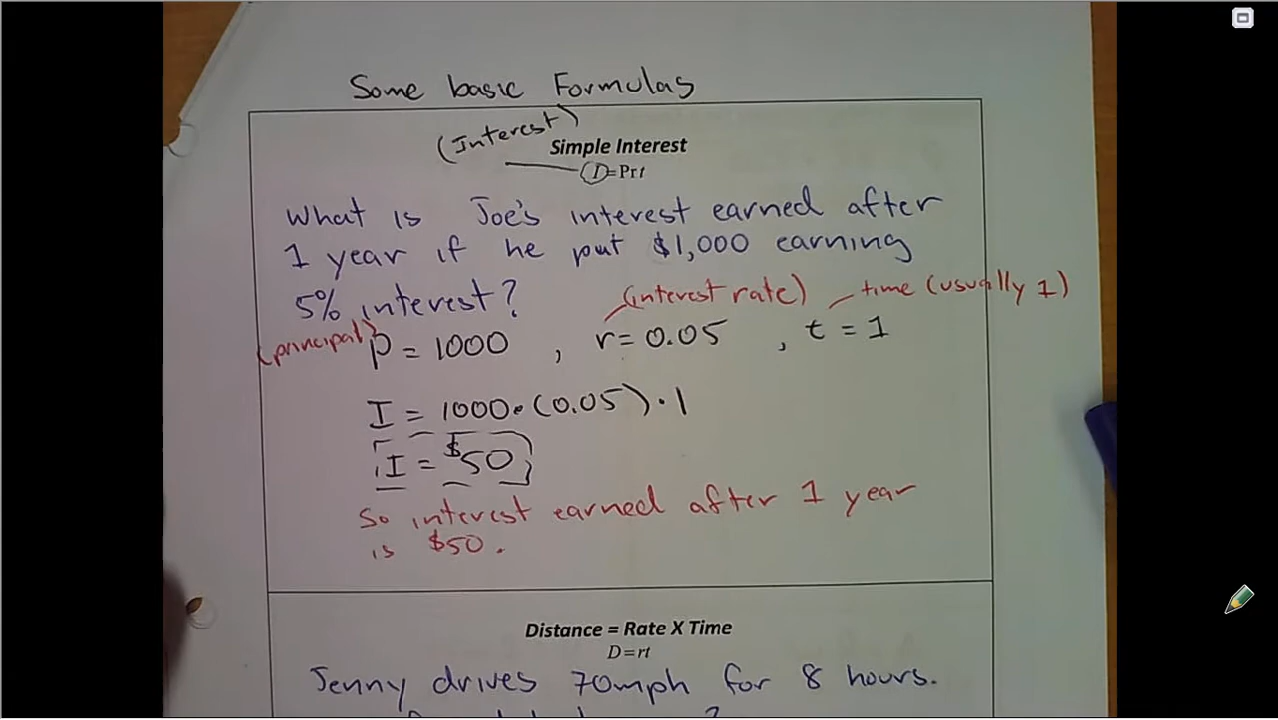 Some basic Formulas
(Interest)
Simple Interest
I=Prt
What is Joe's interest earned after
1 year if he put $1,000 earning
5% interest?
(interest rate) time (usually 1)
(principal) P = 1000 , r = 0.05 , t = 1
I = 1000 • (0.05) • 1
I = $50
So interest earned after 1 year
is $50.
Distance = Rate X Time
D=rt
Jenny drives 70mph for 8 hours.
?